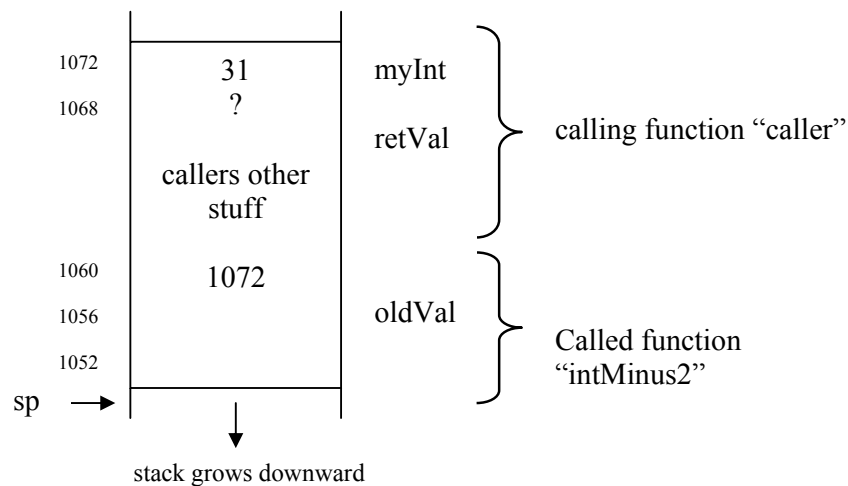 1072 31 myInt
1068 ?
retVal
calling function “caller”
callers other
stuff
1060 1072
1056 oldVal
Called function
1052
“intMinus2”
sp
stack grows downward